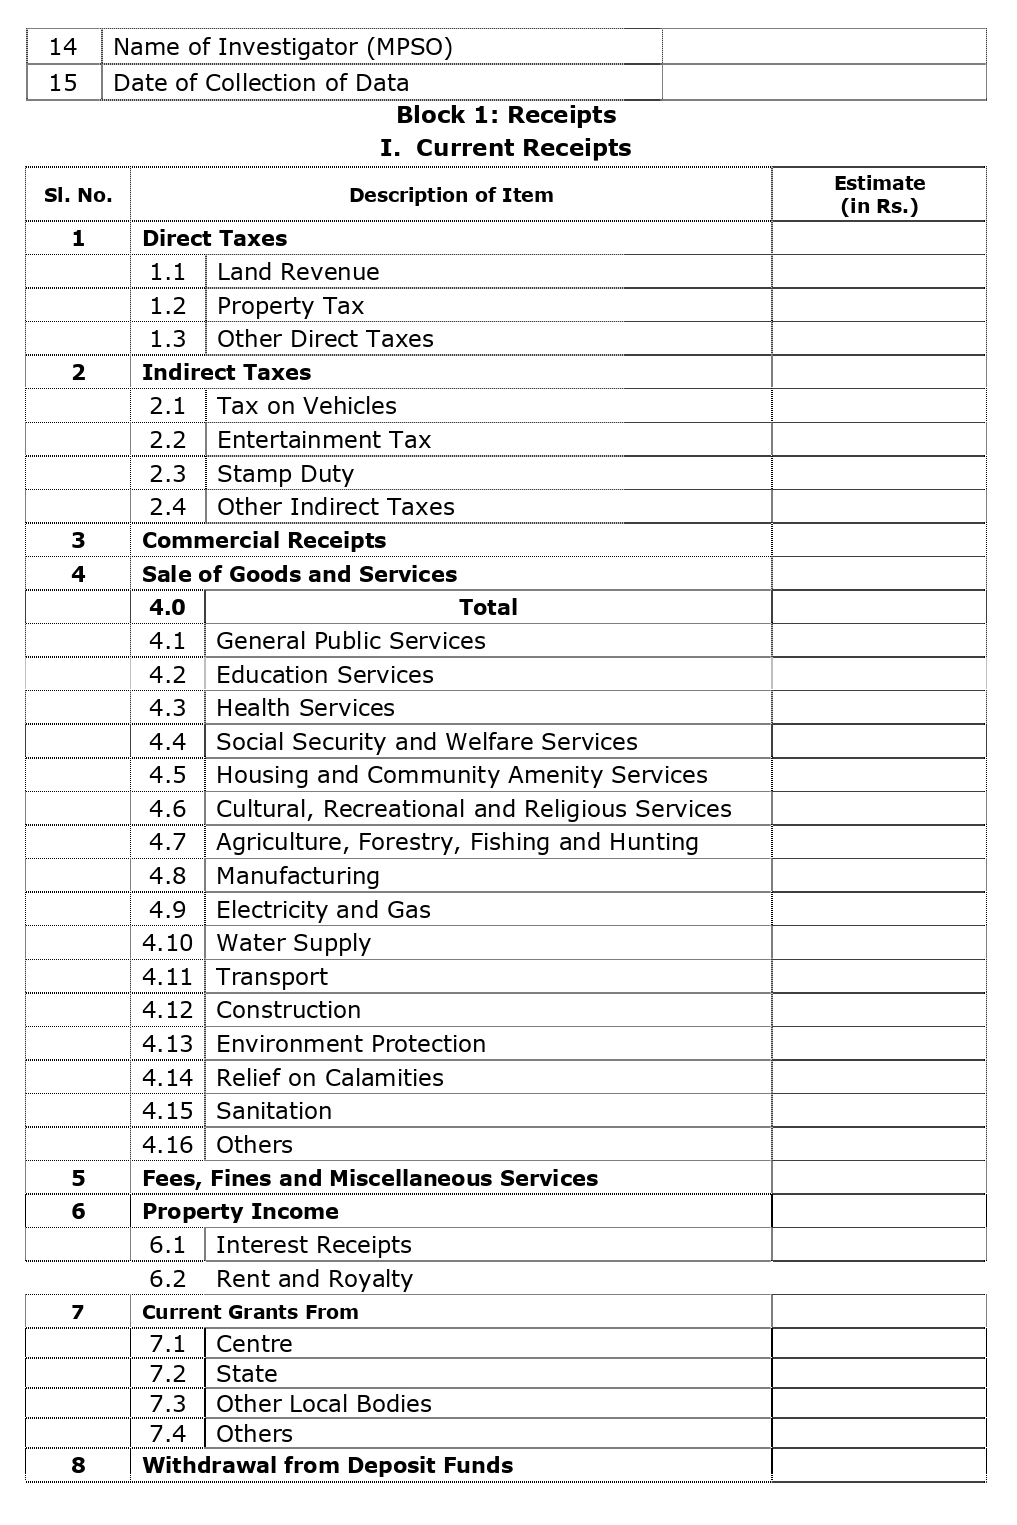 14 Name of Investigator (MPSO)
15 Date of Collection of Data
Block 1: Receipts
I. Current Receipts
Sl. No. Description of Item Estimate (in Rs.)
1 Direct Taxes
1.1 Land Revenue
1.2 Property Tax
1.3 Other Direct Taxes
2 Indirect Taxes
2.1 Tax on Vehicles
2.2 Entertainment Tax
2.3 Stamp Duty
2.4 Other Indirect Taxes
3 Commercial Receipts
4 Sale of Goods and Services
4.0 Total
4.1 General Public Services
4.2 Education Services
4.3 Health Services
4.4 Social Security and Welfare Services
4.5 Housing and Community Amenity Services
4.6 Cultural, Recreational and Religious Services
4.7 Agriculture, Forestry, Fishing and Hunting
4.8 Manufacturing
4.9 Electricity and Gas
4.10 Water Supply
4.11 Transport
4.12 Construction
4.13 Environment Protection
4.14 Relief on Calamities
4.15 Sanitation
4.16 Others
5 Fees, Fines and Miscellaneous Services
6 Property Income
6.1 Interest Receipts
6.2 Rent and Royalty
7 Current Grants From
7.1 Centre
7.2 State
7.3 Other Local Bodies
7.4 Others
8 Withdrawal from Deposit Funds